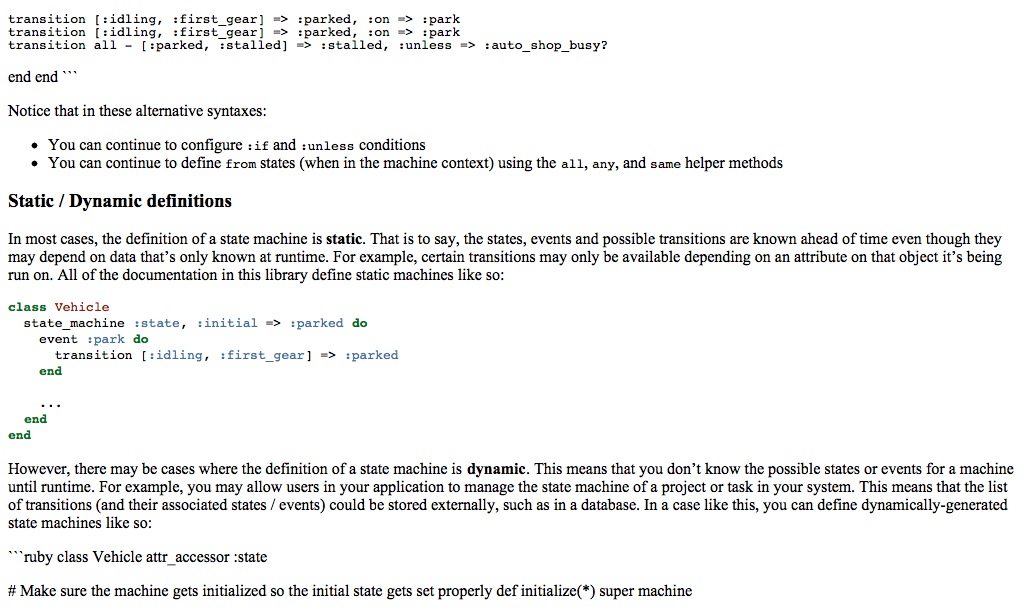 transition [:idling, :first_gear] => :parked, :on => :park
transition [:idling, :first_gear] => :parked, :on => :park
transition all - [:parked, :stalled] => :stalled, :unless => :auto_shop_busy?
end end ```
Notice that in these alternative syntaxes:
• You can continue to configure :if and :unless conditions
• You can continue to define from states (when in the machine context) using the all, any, and same helper methods
Static / Dynamic definitions
In most cases, the definition of a state machine is static. That is to say, the states, events and possible transitions are known ahead of time even though they
may depend on data that’s only known at runtime. For example, certain transitions may only be available depending on an attribute on that object it’s being
run on. All of the documentation in this library define static machines like so:
class Vehicle
  state_machine :state, :initial => :parked do
    event :park do
      transition [:idling, :first_gear] => :parked
    end
    ...
  end
end
However, there may be cases where the definition of a state machine is dynamic. This means that you don’t know the possible states or events for a machine
until runtime. For example, you may allow users in your application to manage the state machine of a project or task in your system. This means that the list
of transitions (and their associated states / events) could be stored externally, such as in a database. In a case like this, you can define dynamically-generated
state machines like so:
```ruby class Vehicle attr_accessor :state
# Make sure the machine gets initialized so the initial state gets set properly def initialize(*) super machine